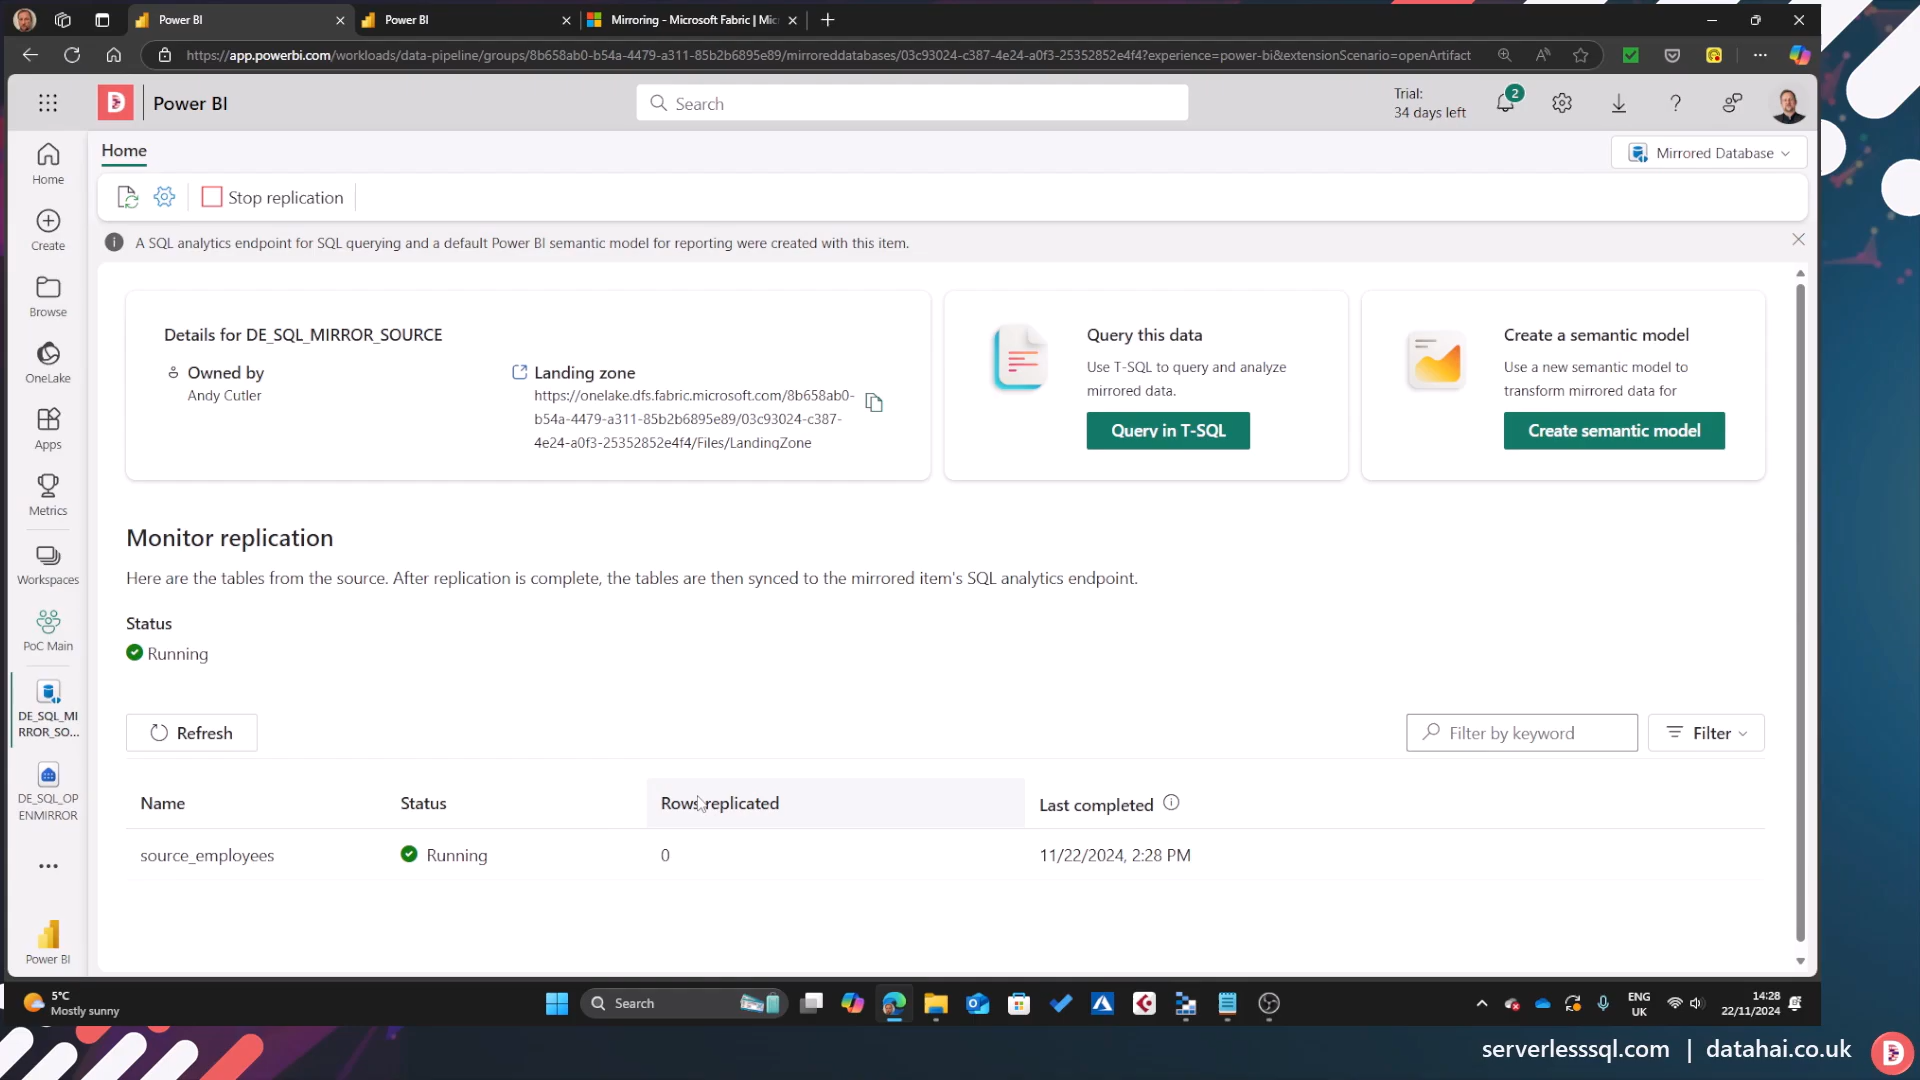 Power BI
Power BI
Mirroring - Microsoft Fabric | Mic
https://app.powerbi.com/workloads/data-pipeline/groups/8b658ab0-b54a-4479-a311-85b2b6895e89/mirroreddatabases/03c93024-c387-4e24-a0f3-25352852e4f4?experience=power-bi&extensionScenario=openArtifact
Power BI
Search
Trial:
34 days left
2
Home
Mirrored Database
Stop replication
A SQL analytics endpoint for SQL querying and a default Power BI semantic model for reporting were created with this item.
Home
Create
Browse
OneLake
Apps
Metrics
Workspaces
PoC Main
DE_SQL_MI
RROR_SO...
DE_SQL_OP
ENMIRROR
Power BI
Details for DE_SQL_MIRROR_SOURCE
Owned by
Andy Cutler
Landing zone
https://onelake.dfs.fabric.microsoft.com/8b658ab0-
b54a-4479-a311-85b2b6895e89/03c93024-c387-
4e24-a0f3-25352852e4f4/Files/LandingZone
Query this data
Use T-SQL to query and analyze
mirrored data.
Query in T-SQL
Create a semantic model
Use a new semantic model to
transform mirrored data for
Create semantic model
Monitor replication
Here are the tables from the source. After replication is complete, the tables are then synced to the mirrored item's SQL analytics endpoint.
Status
Running
Refresh
Filter by keyword
Filter
Name Status Rows replicated Last completed
source_employees Running 0 11/22/2024, 2:28 PM
5°C
Mostly sunny
Search
ENG
UK
14:28
22/11/2024
serverlesssql.com | datahai.co.uk